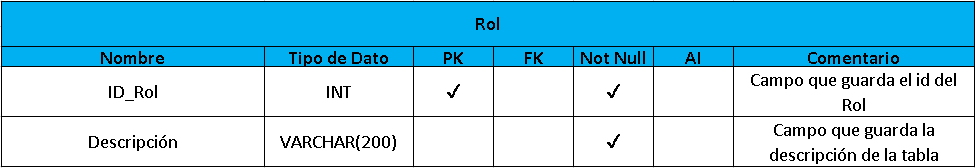 Rol
Nombre Tipo de Dato PK FK Not Null AI Comentario
ID_Rol INT ✓ ✓ Campo que guarda el id del
Rol
Descripción VARCHAR(200) ✓ Campo que guarda la
descripción de la tabla